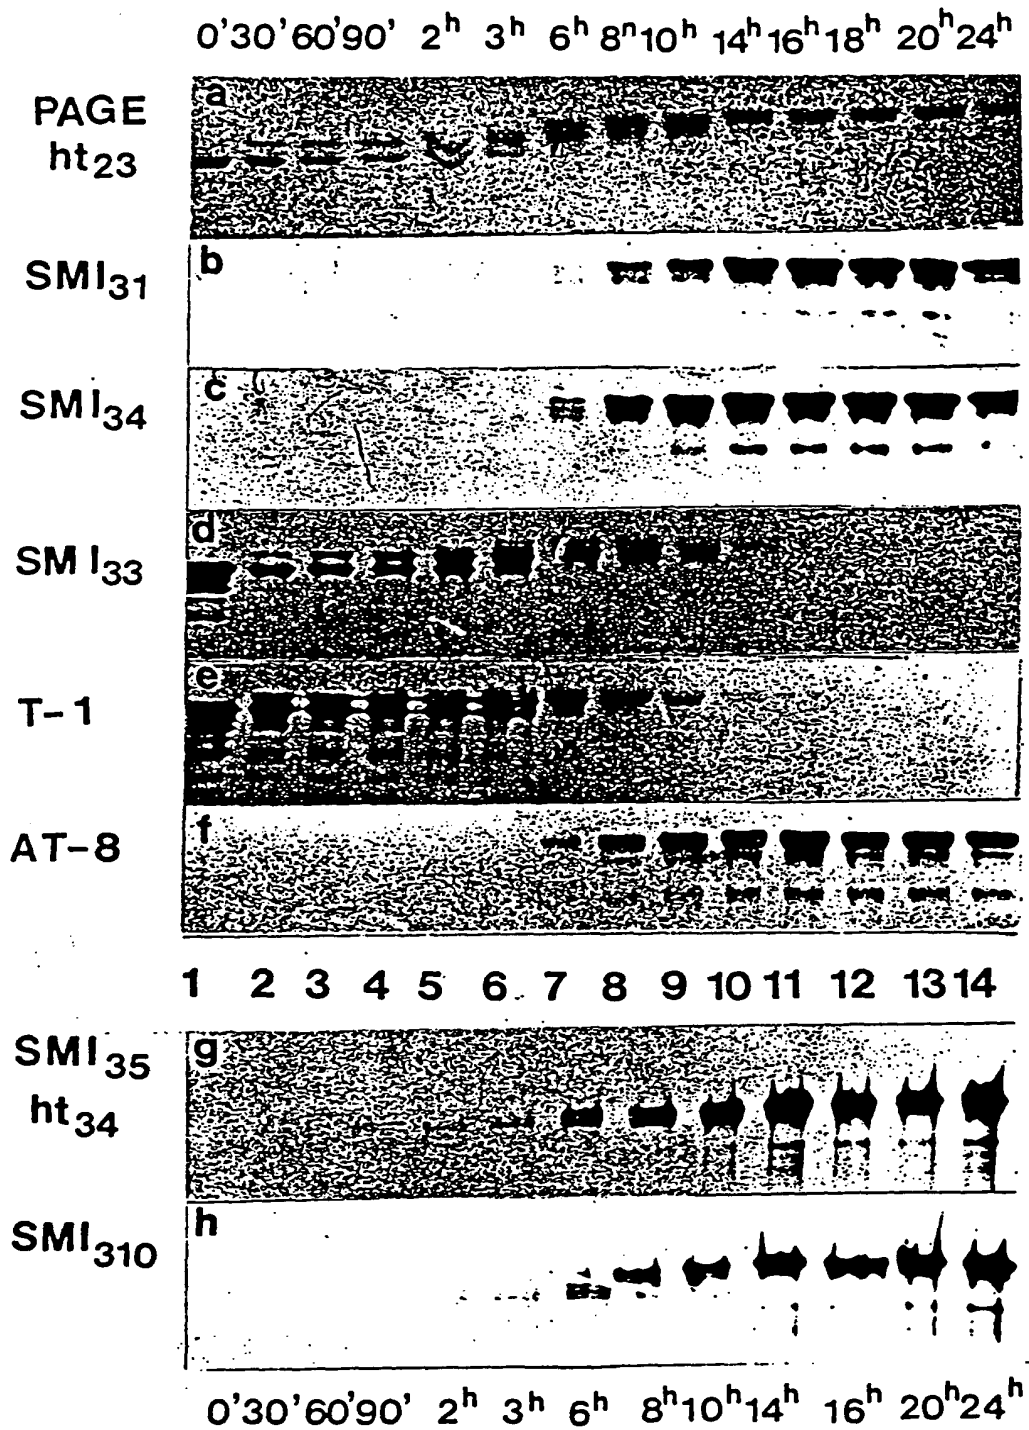 0' 30' 60' 90' 2h 3h 6h 8h 10h 14h 16h 18h 20h 24h
a
PAGE
ht23
b
SMI31
c
SMI34
d
SMI33
e
T-1
f
AT-8
1 2 3 4 5 6 7 8 9 10 11 12 13 14
g
SMI35
ht34
h
SMI310
0' 30' 60' 90' 2h 3h 6h 8h 10h 14h 16h 20h 24h